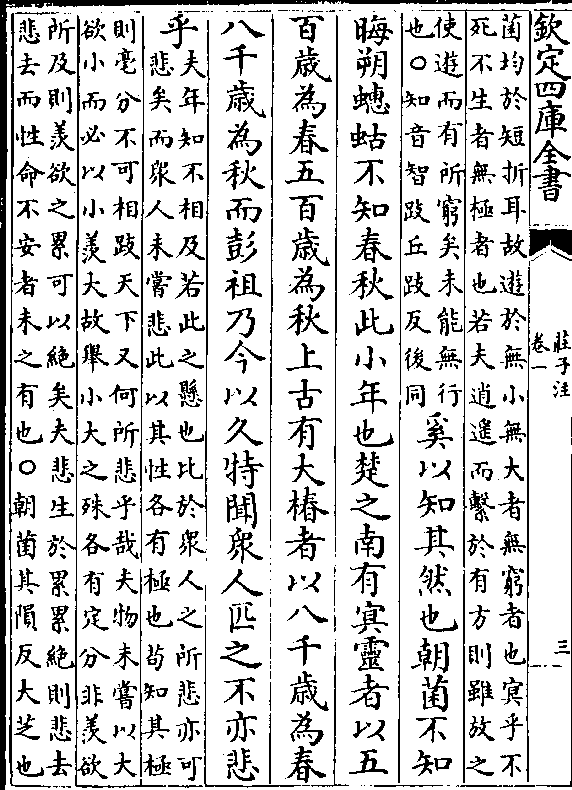 欽定四庫全書
莊子注
卷一
三
菌均於短折耳故遊於無小無大者無窮者也冥乎不
死不生者無極者也若夫逍遙而繫於有方則雖放之
使遊而有所窮矣未能無行
也○知音智跂丘跂反後同
奚以知其然也朝菌不知
晦朔蟪蛄不知春秋此小年也楚之南有冥靈者以五
百歲為春五百歲為秋上古有大椿者以八千歲為春
八千歲為秋而彭祖乃今以久特聞衆人匹之不亦悲
乎
夫年知不相及若此之懸也比於衆人之所悲亦可
悲矣而衆人未嘗悲此以其性各有極也苟知其極
則毫分不可相跂天下又何所悲乎哉夫物未嘗以大
欲小而必以小羨大故舉小大之殊各有定分非羨欲
所及則羨欲之累可以絕矣夫悲生於累累絕則悲去
悲去而性命不安者未之有也○朝菌其隕反大芝也